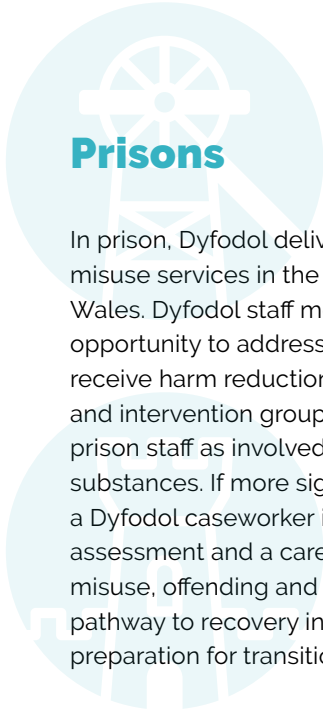 Prisons
In prison, Dyfodol deliv
misuse services in the
Wales. Dyfodol staff m
opportunity to address
receive harm reduction
and intervention group
prison staff as involved
substances. If more sig
a Dyfodol caseworker i
assessment and a care
misuse, offending and
pathway to recovery in
preparation for transitio